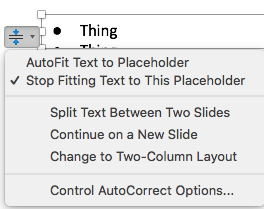 Thing
Thing
AutoFit Text to Placeholder
Stop Fitting Text to This Placeholder
Split Text Between Two Slides
Continue on a New Slide
Change to Two-Column Layout
Control AutoCorrect Options...